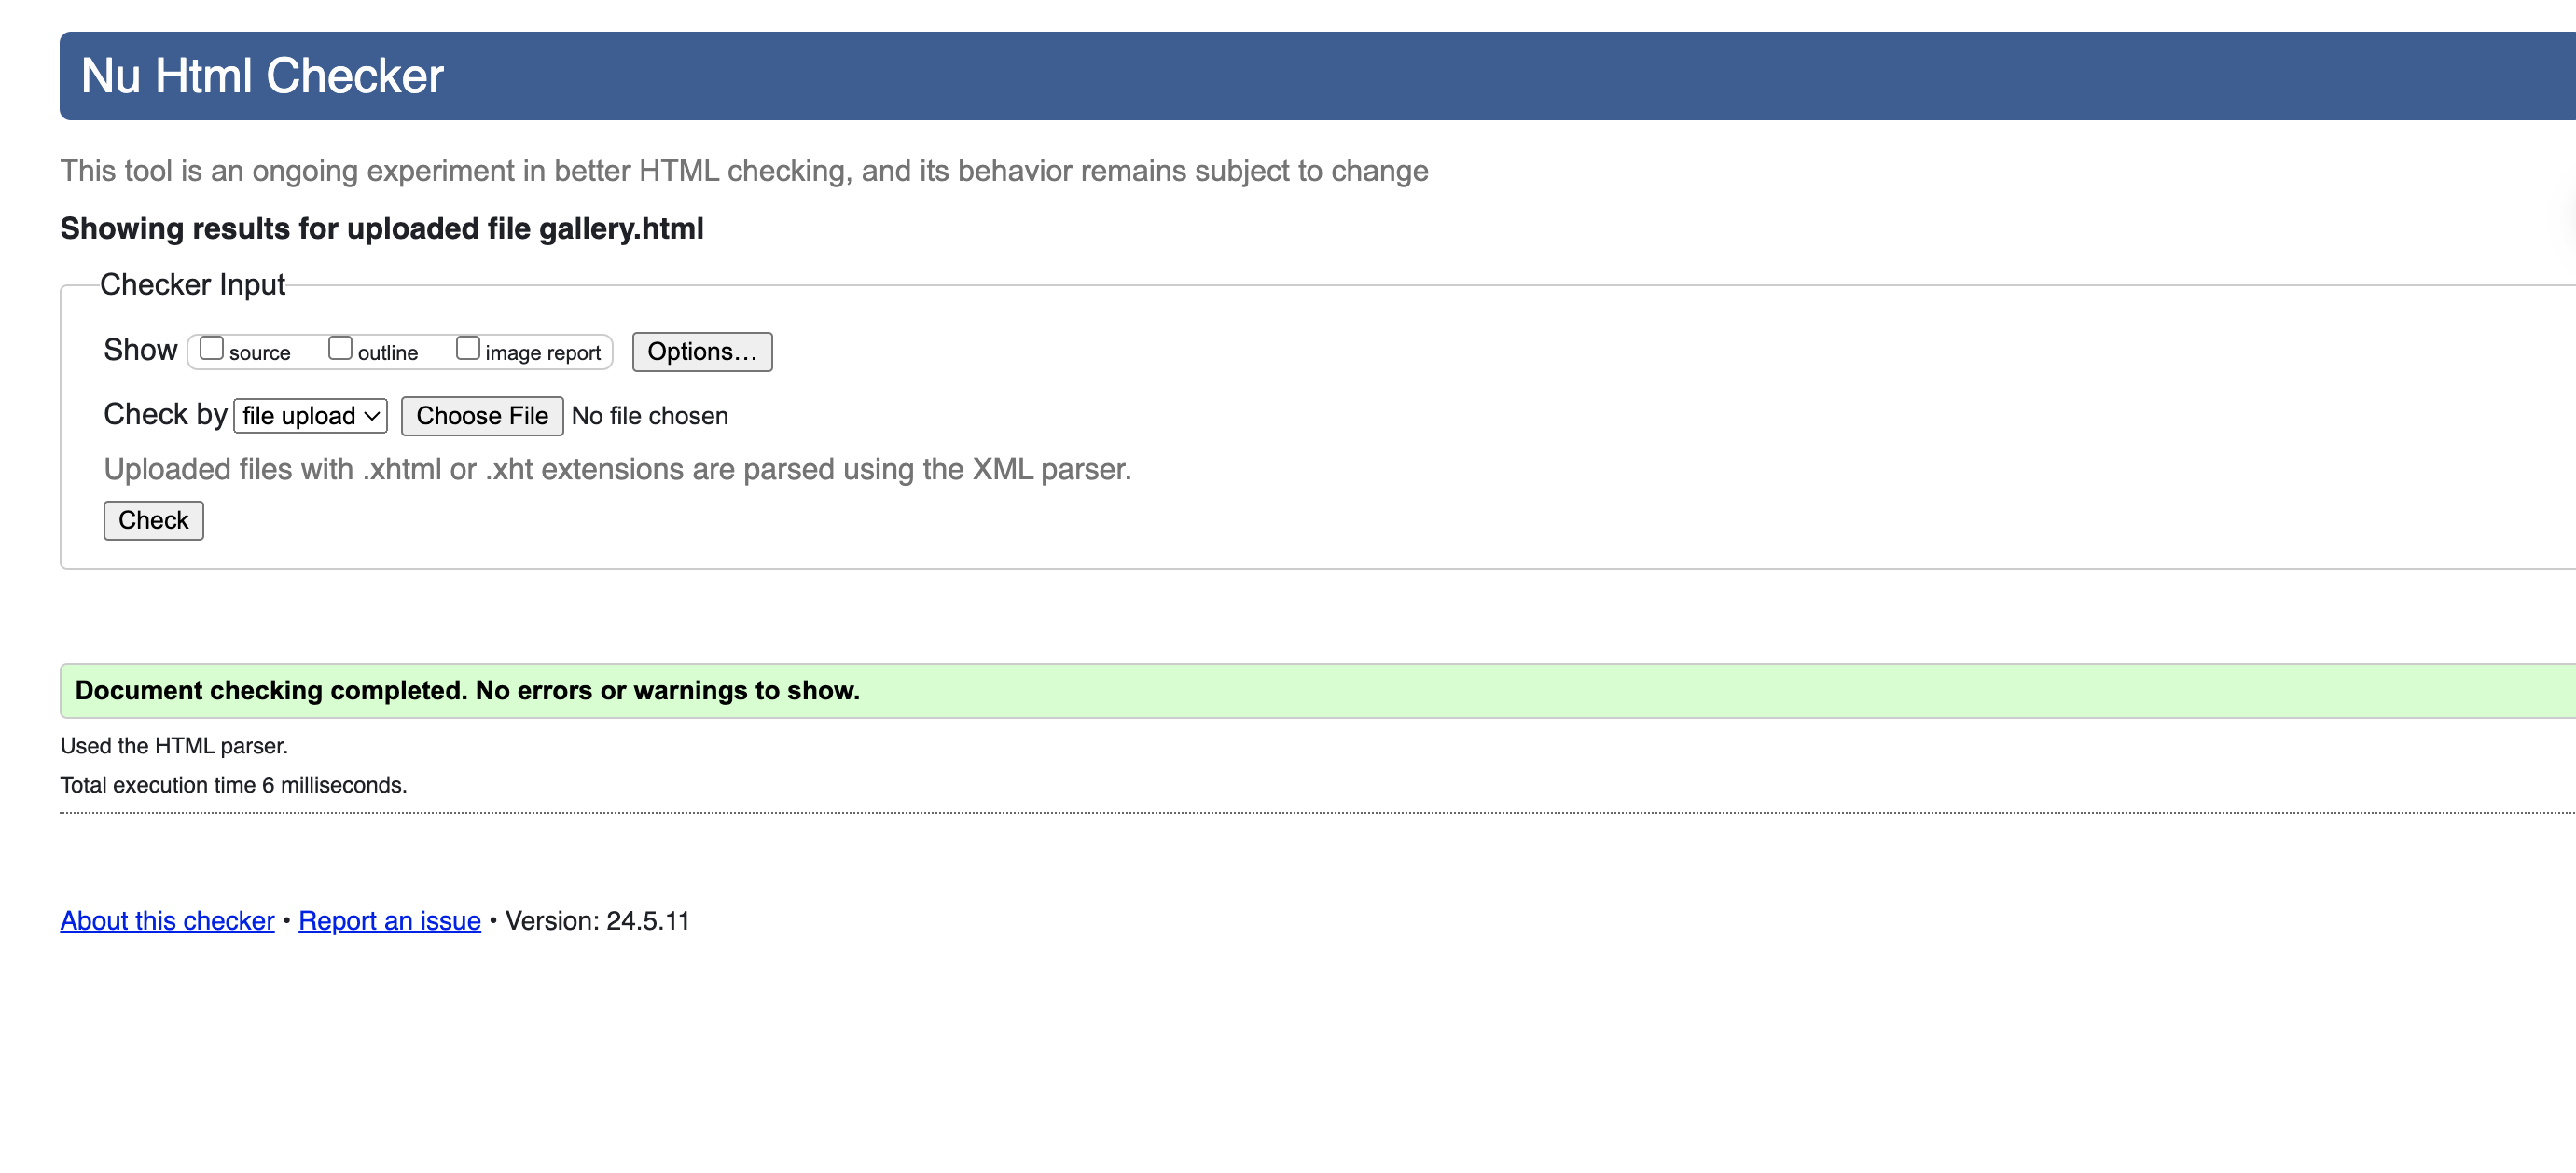 Nu Html Checker
This tool is an ongoing experiment in better HTML checking, and its behavior remains subject to change
Showing results for uploaded file gallery.html
Checker Input
Show source outline image report Options...
Check by file upload Choose File No file chosen
Uploaded files with .xhtml or .xht extensions are parsed using the XML parser.
Check
Document checking completed. No errors or warnings to show.
Used the HTML parser.
Total execution time 6 milliseconds.
About this checker • Report an issue • Version: 24.5.11